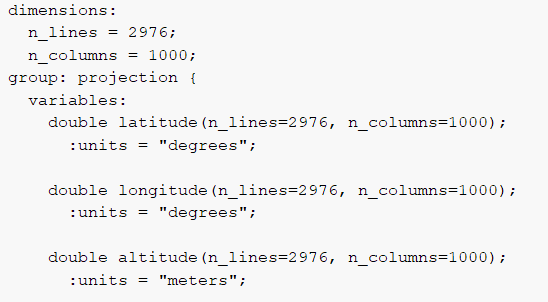 dimensions:
n_lines = 2976;
n_columns = 1000;
group: projection {
variables:
double latitude(n_lines=2976, n_columns=1000);
:units = "degrees";
double longitude(n_lines=2976, n_columns=1000);
:units = "degrees";
double altitude(n_lines=2976, n_columns=1000);
:units = "meters";